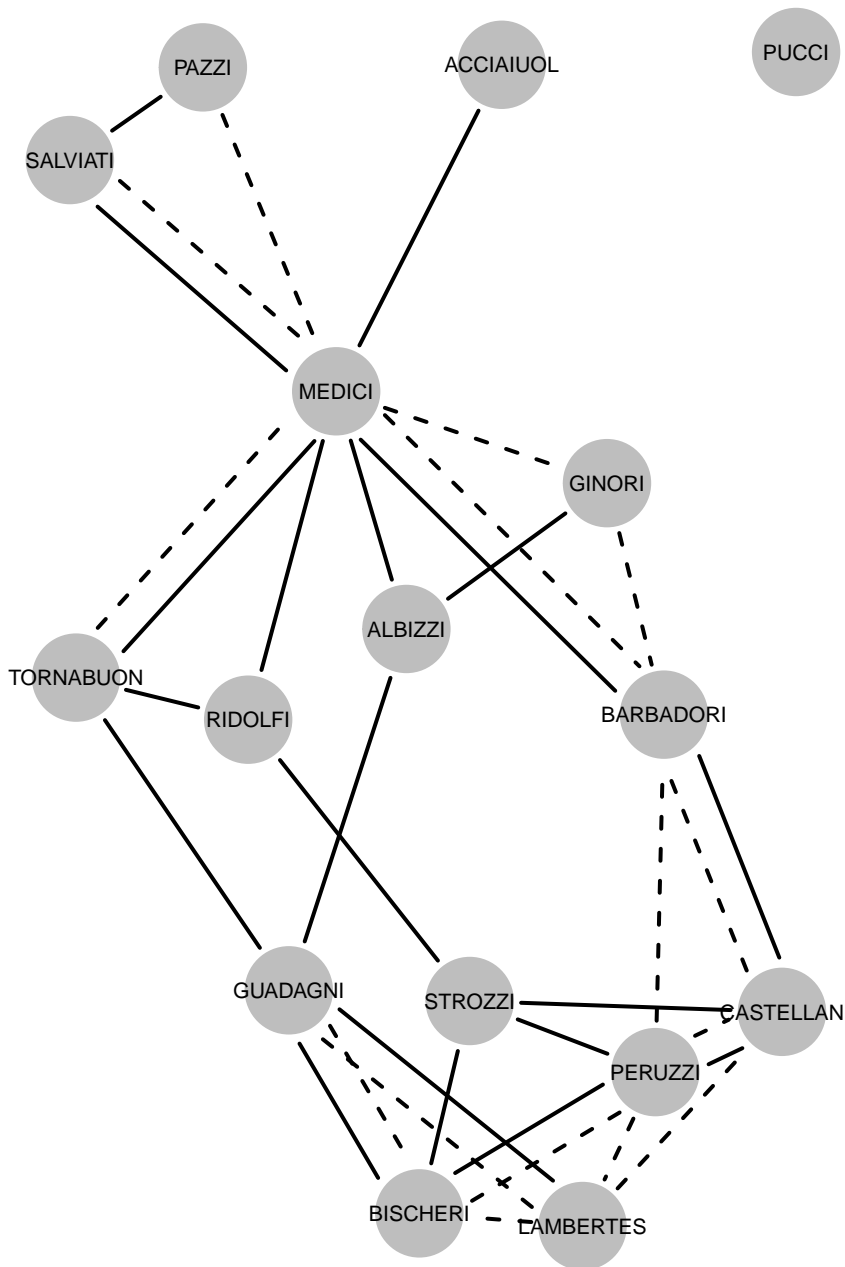 PUCCI
ACCIAIUOL
PAZZI
SALVIATI
MEDICI
GINORI
ALBIZZI
TORNABUON
RIDOLFI
BARBADORI
GUADAGNI
STROZZI
CASTELLAN
PERUZZI
BISCHERI
LAMBERTES